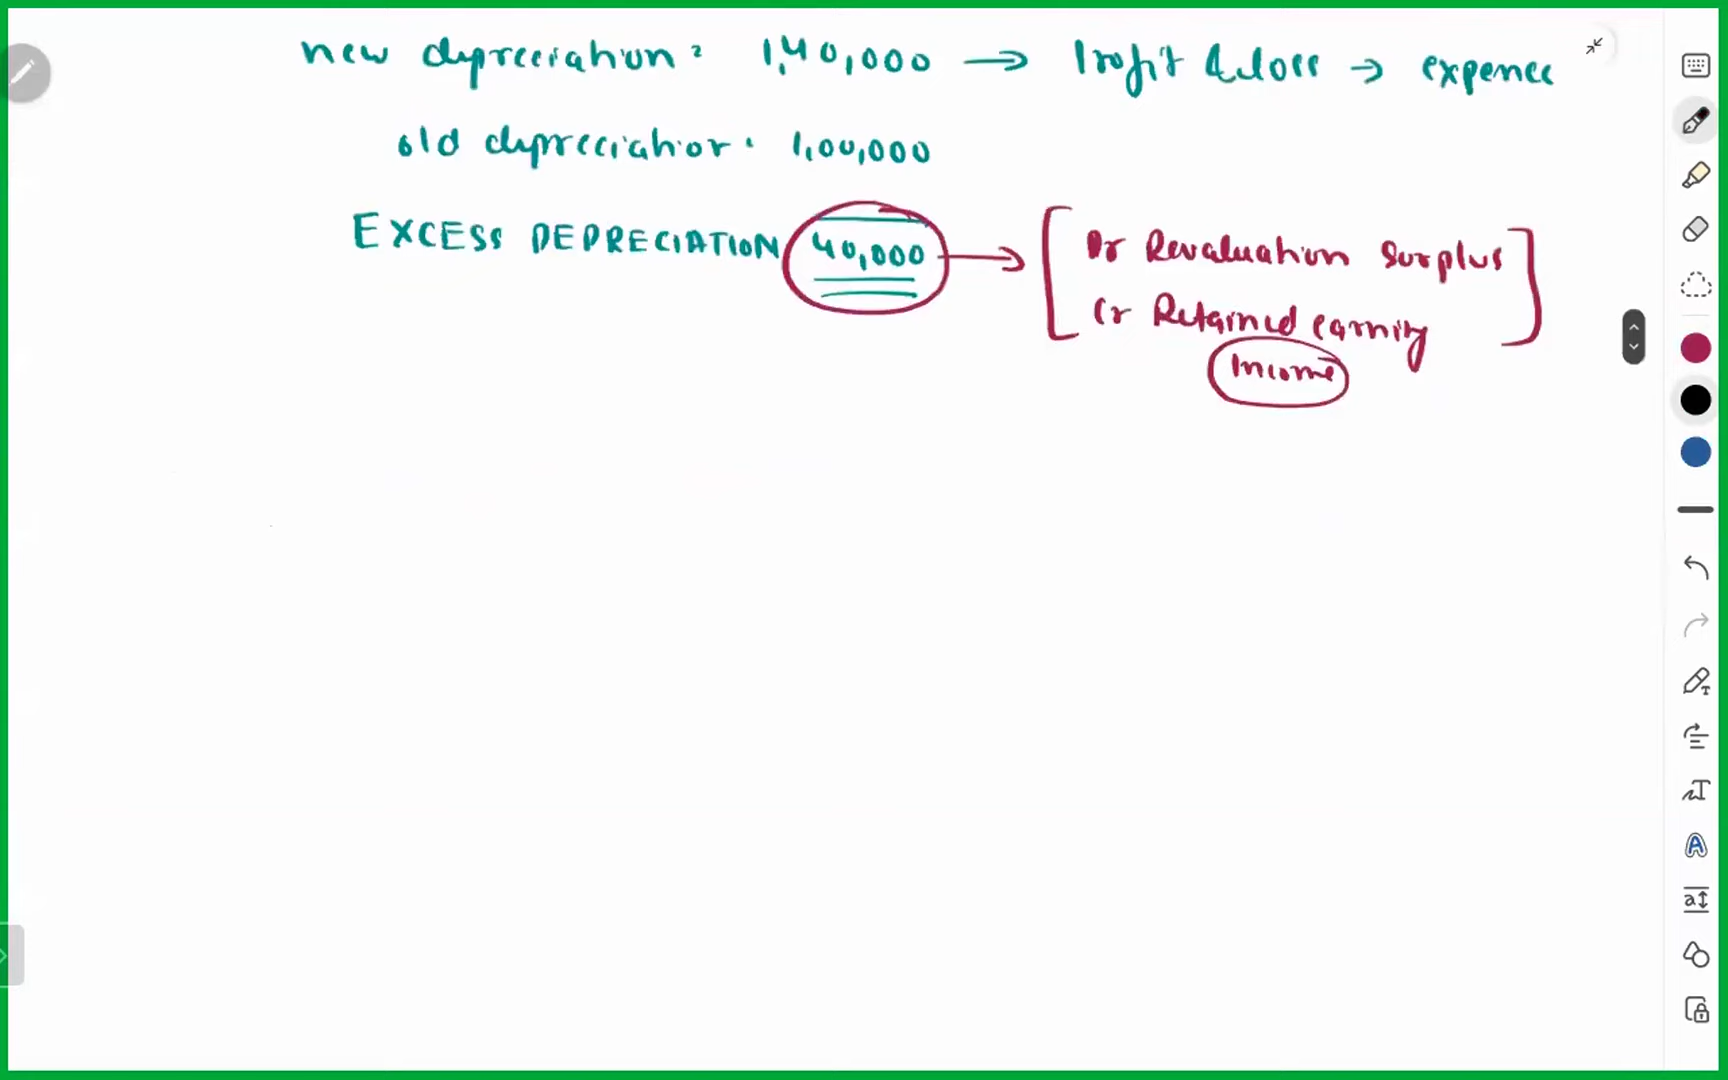 new depreciation: 1,40,000 → Profit & loss → expense
old depreciation: 1,00,000
EXCESS DEPRECIATION 40,000 → [Dr Revaluation Surplus
Cr Retained earning]
Income